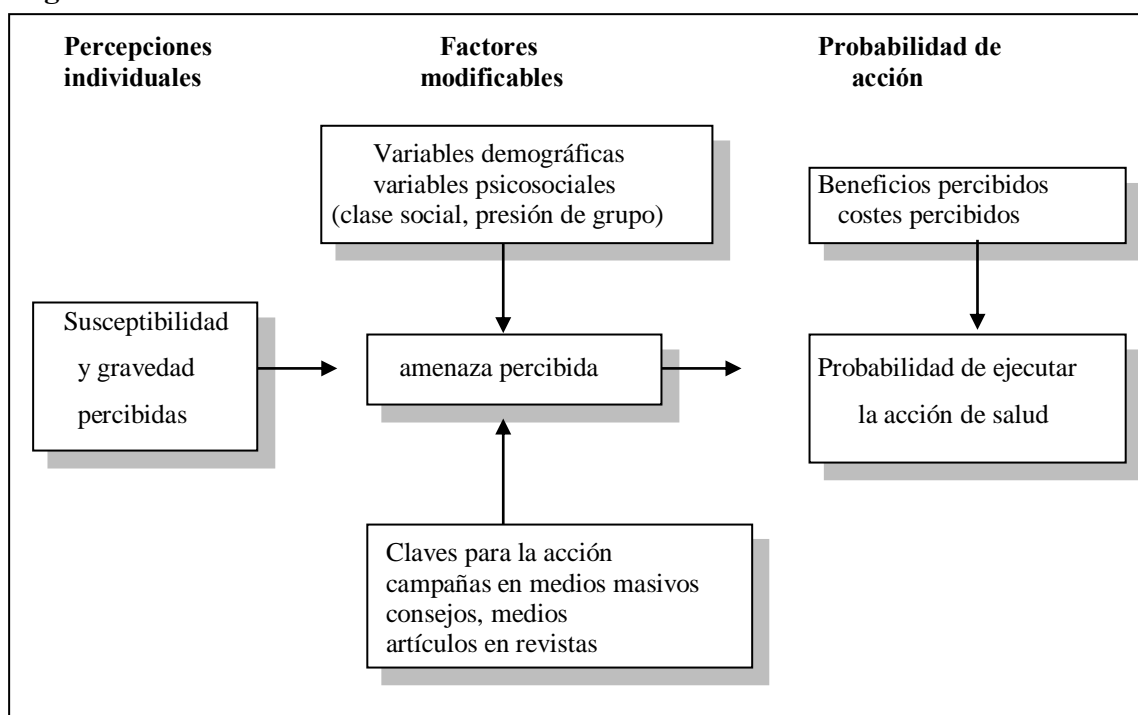 Percepciones
individuales
Factores
modificables
Probabilidad de
acción
Variables demográficas
variables psicosociales
(clase social, presión de grupo)
Beneficios percibidos
costes percibidos
Susceptibilidad
y gravedad
percibidas
amenaza percibida
Probabilidad de ejecutar
la acción de salud
Claves para la acción
campañas en medios masivos
consejos, medios
artículos en revistas